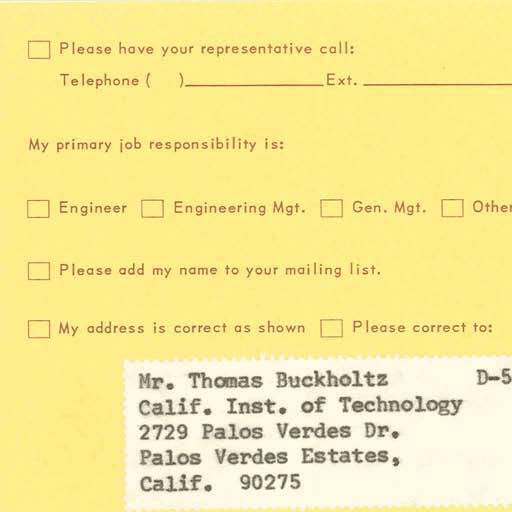 Please have your representative call:
Telephone ( ) Ext.
My primary job responsibility is:
Engineer Engineering Mgt. Gen. Mgt. Other
Please add my name to your mailing list.
My address is correct as shown Please correct to:
Mr. Thomas Buckholtz D-5
Calif. Inst. of Technology
2729 Palos Verdes Dr.
Palos Verdes Estates,
Calif. 90275